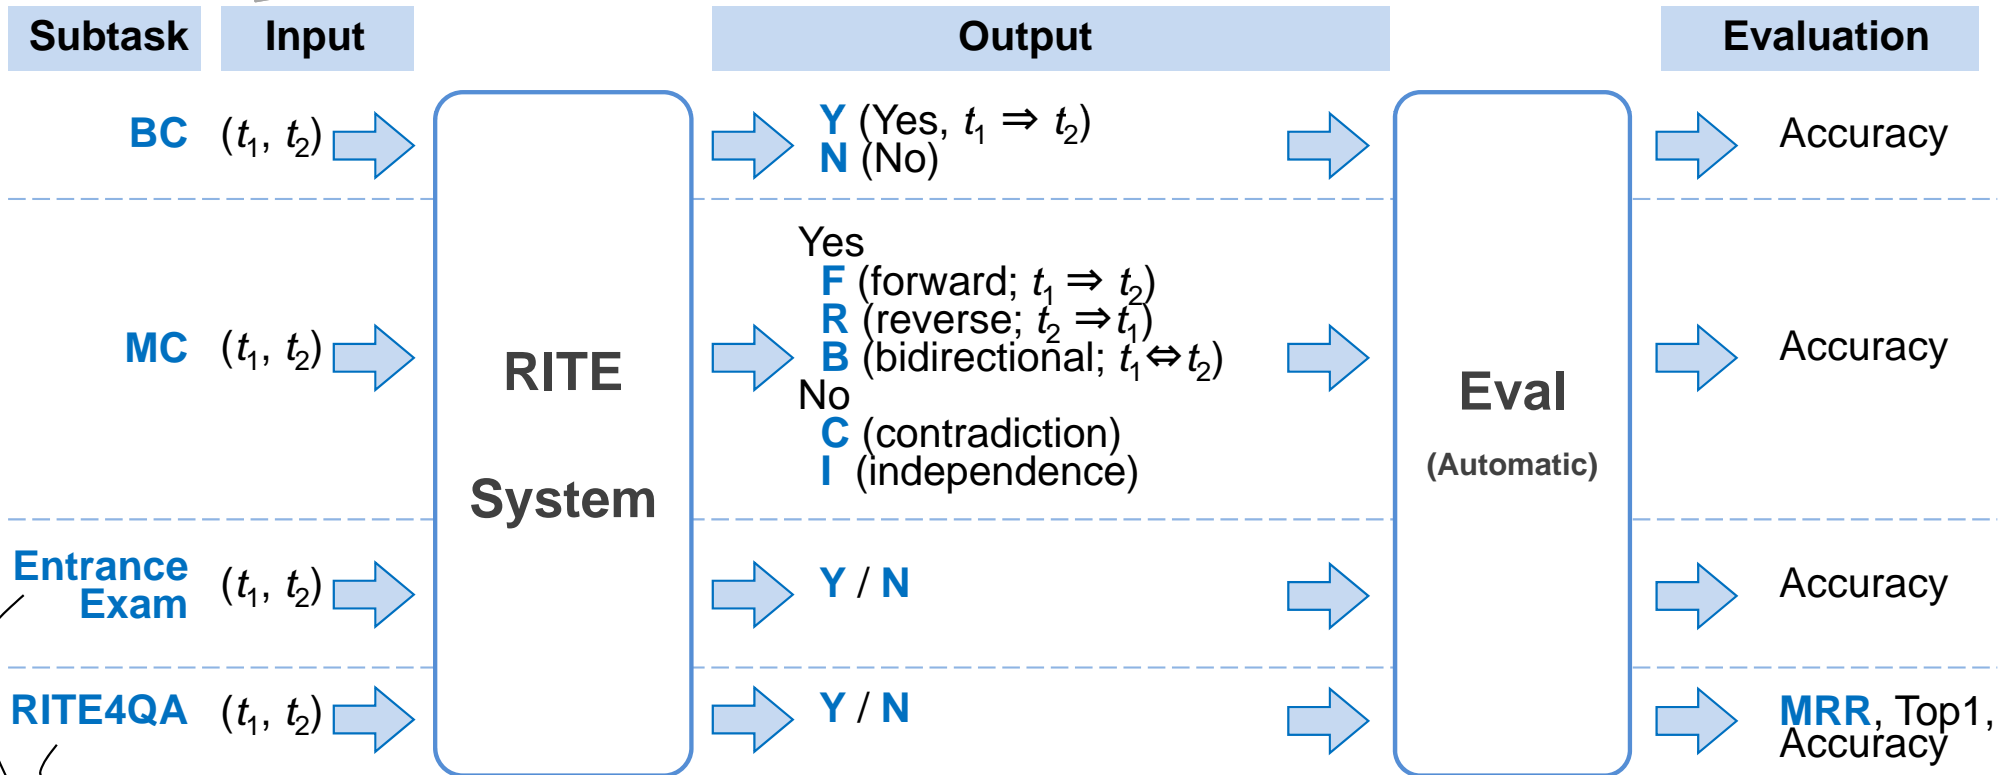 Subtask Input Output Evaluation
BC (t1, t2) Y (Yes, t1 ⇒ t2) Accuracy
N (No)
Yes
F (forward; t1 ⇒ t2)
R (reverse; t2 ⇒ t1)
MC (t1, t2) B (bidirectional; t1 ⇔ t2) Accuracy
No
C (contradiction)
I (independence)
RITE
System
Eval
(Automatic)
Entrance
Exam (t1, t2) Y / N Accuracy
RITE4QA (t1, t2) Y / N MRR, Top1,
Accuracy